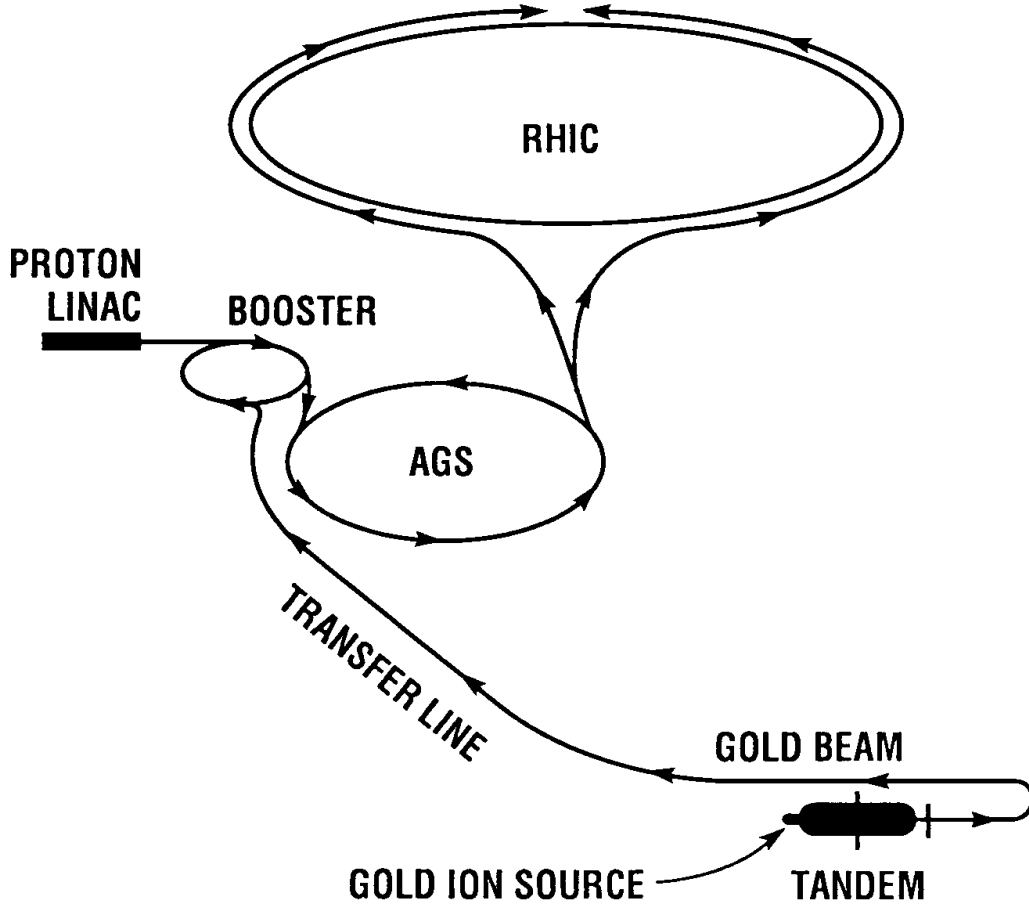 RHIC
PROTON
LINAC
BOOSTER
AGS
TRANSFER LINE
GOLD BEAM
GOLD ION SOURCE
TANDEM